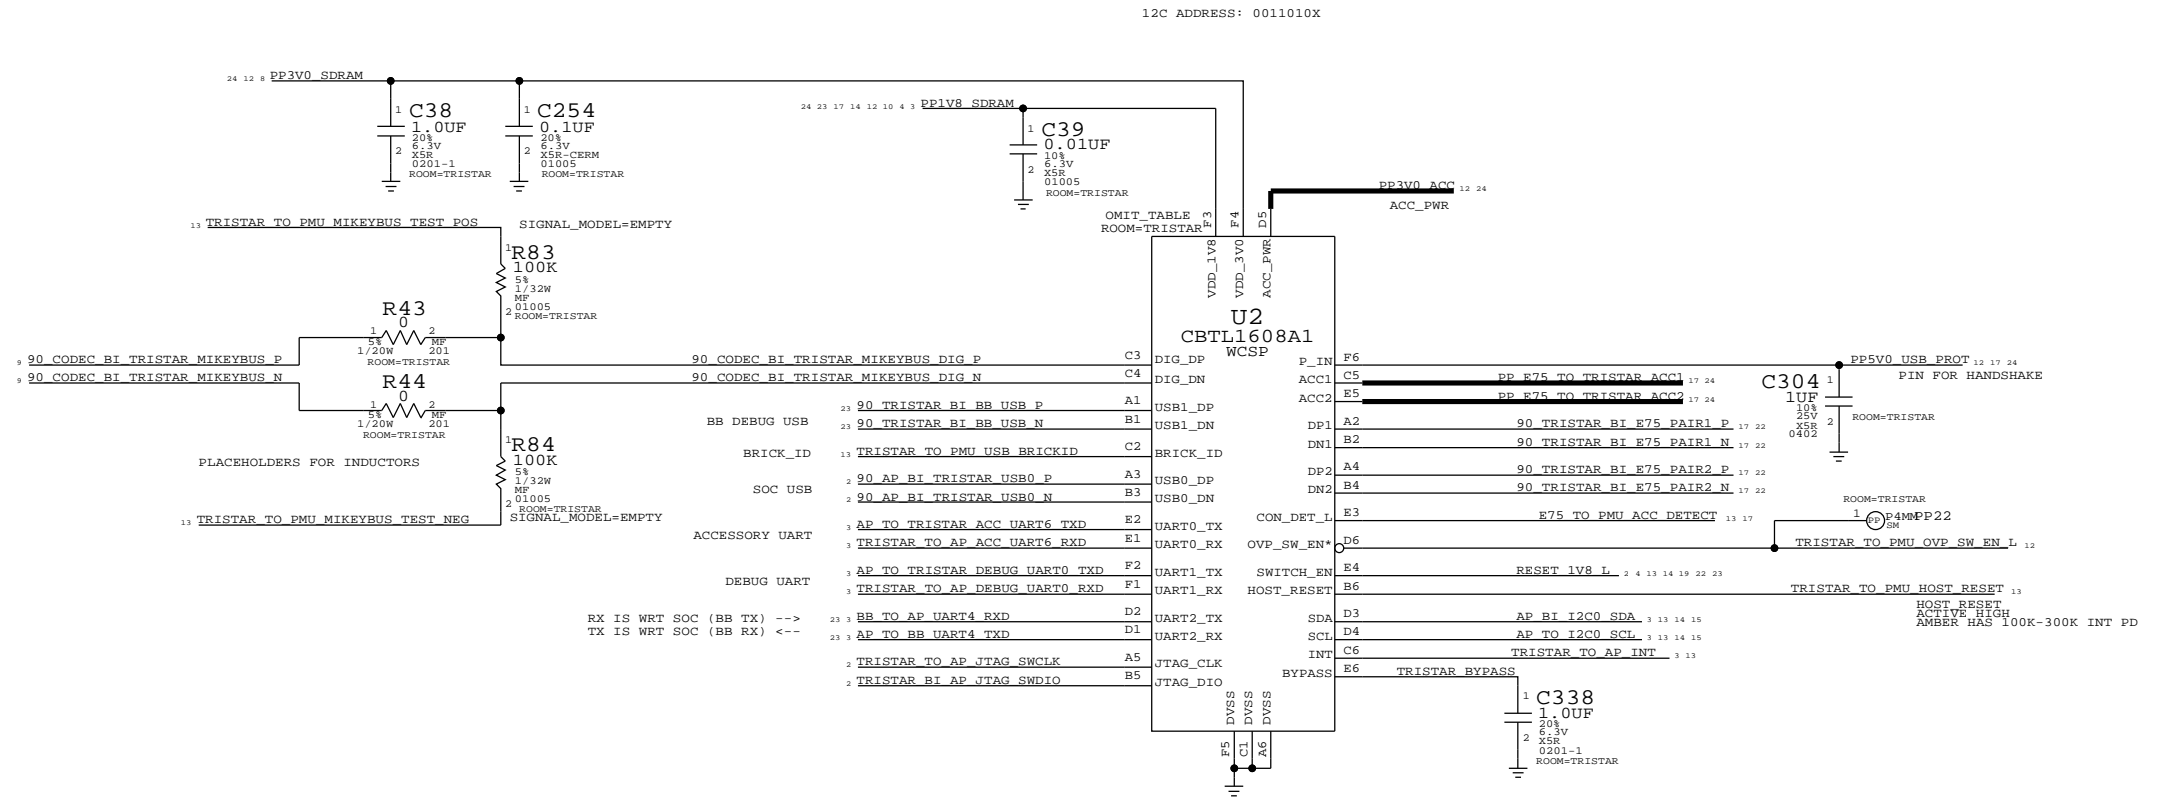 12C ADDRESS: 0011010X
24 12 8 PP3V0_SDRAM
1 C38
1.0UF
20%
6.3V
2 X5R
0201-1
ROOM=TRISTAR
1 C254
0.1UF
20%
6.3V
2 X5R-CERM
01005
ROOM=TRISTAR
24 23 17 14 12 10 4 3 PP1V8_SDRAM
1 C39
0.01UF
10%
6.3V
2 X5R
01005
ROOM=TRISTAR
PP3V0_ACC 12 24
ACC_PWR
OMIT_TABLE
ROOM=TRISTAR
F3
F4
D5
VDD_1V8
VDD_3V0
ACC_PWR
U2
CBTL1608A1
WCSP
13 TRISTAR_TO_PMU_MIKEYBUS_TEST_POS
SIGNAL_MODEL=EMPTY
1 R83
100K
5%
1/32W
MF
01005
2 ROOM=TRISTAR
R43
0
1 2
5% MF
1/20W 201
ROOM=TRISTAR
9 90_CODEC_BI_TRISTAR_MIKEYBUS_P
9 90_CODEC_BI_TRISTAR_MIKEYBUS_N
R44
0
1 2
5% MF
1/20W 201
ROOM=TRISTAR
1 R84
100K
5%
1/32W
MF
01005
2 ROOM=TRISTAR
SIGNAL_MODEL=EMPTY
PLACEHOLDERS FOR INDUCTORS
13 TRISTAR_TO_PMU_MIKEYBUS_TEST_NEG
90_CODEC_BI_TRISTAR_MIKEYBUS_DIG_P C3 DIG_DP
90_CODEC_BI_TRISTAR_MIKEYBUS_DIG_N C4 DIG_DN
BB DEBUG USB
23 90_TRISTAR_BI_BB_USB_P A1 USB1_DP
23 90_TRISTAR_BI_BB_USB_N B1 USB1_DN
BRICK_ID 13 TRISTAR_TO_PMU_USB_BRICKID C2 BRICK_ID
SOC USB
2 90_AP_BI_TRISTAR_USB0_P A3 USB0_DP
2 90_AP_BI_TRISTAR_USB0_N B3 USB0_DN
ACCESSORY UART
3 AP_TO_TRISTAR_ACC_UART6_TXD E2 UART0_TX
3 TRISTAR_TO_AP_ACC_UART6_RXD E1 UART0_RX
DEBUG UART
3 AP_TO_TRISTAR_DEBUG_UART0_TXD F2 UART1_TX
3 TRISTAR_TO_AP_DEBUG_UART0_RXD F1 UART1_RX
RX IS WRT SOC (BB TX) --> 23 3 BB_TO_AP_UART4_RXD D2 UART2_TX
TX IS WRT SOC (BB RX) <-- 23 3 AP_TO_BB_UART4_TXD D1 UART2_RX
2 TRISTAR_TO_AP_JTAG_SWCLK A5 JTAG_CLK
2 TRISTAR_BI_AP_JTAG_SWDIO B5 JTAG_DIO
P_IN F6 PP5V0_USB_PROT 12 17 24
PIN FOR HANDSHAKE
ACC1 C5 PP_E75_TO_TRISTAR_ACC1 17 24
ACC2 E5 PP_E75_TO_TRISTAR_ACC2 17 24
C304 1
1UF
10%
25V
X5R 2
0402
ROOM=TRISTAR
DP1 A2 90_TRISTAR_BI_E75_PAIR1_P 17 22
DN1 B2 90_TRISTAR_BI_E75_PAIR1_N 17 22
DP2 A4 90_TRISTAR_BI_E75_PAIR2_P 17 22
DN2 B4 90_TRISTAR_BI_E75_PAIR2_N 17 22
ROOM=TRISTAR
1 PP P4MM PP22
SM
CON_DET_L E3 E75_TO_PMU_ACC_DETECT 13 17
OVP_SW_EN* D6 TRISTAR_TO_PMU_OVP_SW_EN_L 12
SWITCH_EN E4 RESET_1V8_L 2 4 13 14 19 22 23
HOST_RESET B6 TRISTAR_TO_PMU_HOST_RESET 13
HOST_RESET
ACTIVE HIGH
AMBER HAS 100K-300K INT PD
SDA D3 AP_BI_I2C0_SDA 3 13 14 15
SCL D4 AP_TO_I2C0_SCL 3 13 14 15
INT C6 TRISTAR_TO_AP_INT 3 13
BYPASS E6 TRISTAR_BYPASS
1 C338
1.0UF
20%
6.3V
2 X5R
0201-1
ROOM=TRISTAR
DVSS
DVSS
DVSS
F5
C1
A6